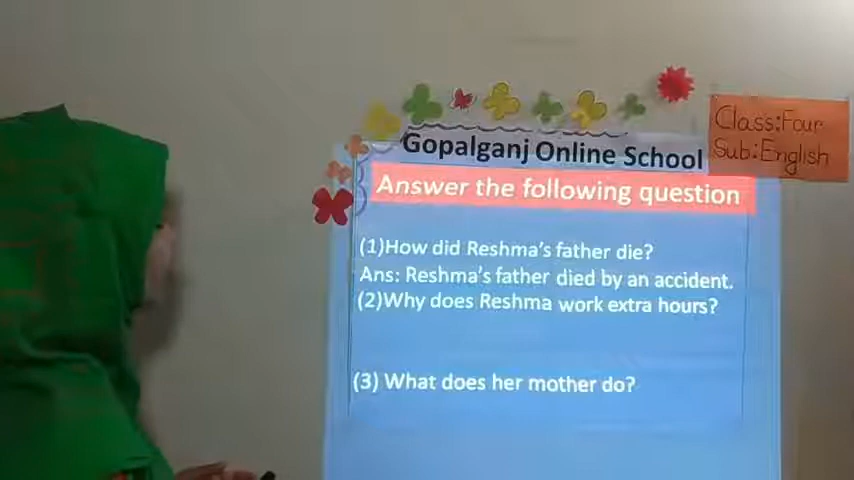 Class:Four
Sub:English
Gopalganj Online School
Answer the following question
(1)How did Reshma's father die?
Ans: Reshma's father died by an accident.
(2)Why does Reshma work extra hours?
(3) What does her mother do?